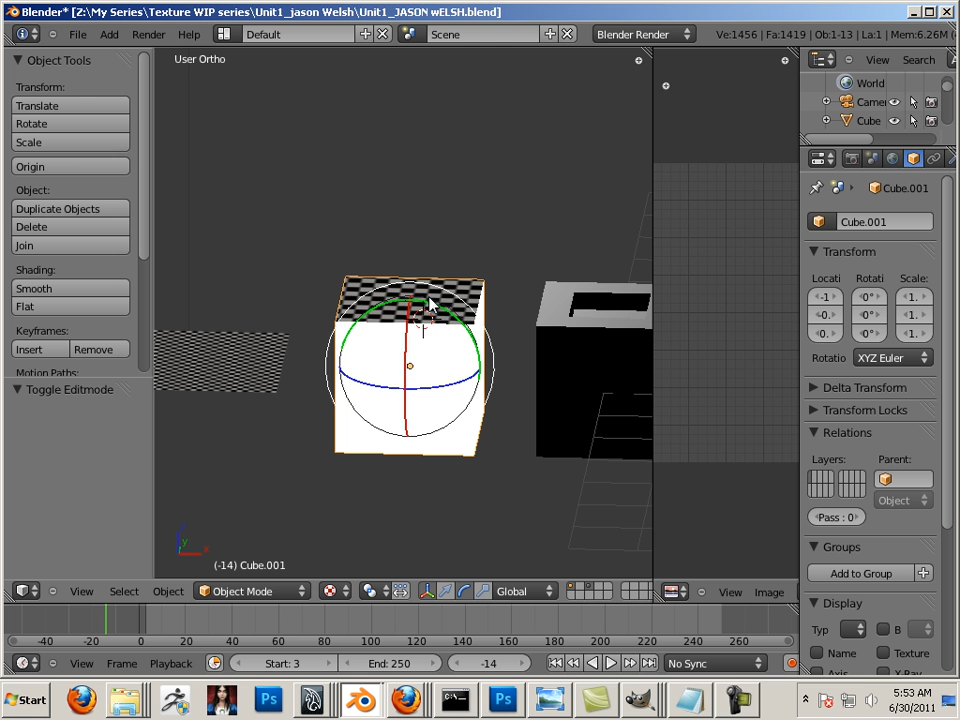 Blender* [Z:\My Series\Texture WIP series\Unit1_jason Welsh\Unit1_JASON wELSH.blend]
File Add Render Help Default Scene Blender Render Ve:1456 | Fa:1419 | Ob:1-13 | La:1 | Mem:6.26M (
Object Tools
Transform:
Translate
Rotate
Scale
Origin
Object:
Duplicate Objects
Delete
Join
Shading:
Smooth
Flat
Keyframes:
Insert Remove
Motion Paths:
Toggle Editmode
User Ortho
(-14) Cube.001
View Select Object Object Mode Global
View Image
View Search
World
Camer
Cube
Cube.001
Cube.001
Transform
Locati Rotati Scale:
-1 0° 1.
-0. 0° 1.
0. 0° 1.
Rotatio XYZ Euler
Delta Transform
Transform Locks
Relations
Layers: Parent:
Object
Pass : 0
Groups
Add to Group
Display
Typ B
Name Texture
Axis X-Ray
-40 -20 0 20 40 60 80 100 120 140 160 180 200 220 240 260
View Frame Playback Start: 3 End: 250 -14 No Sync
Start Ps Ps 5:53 AM
6/30/2011